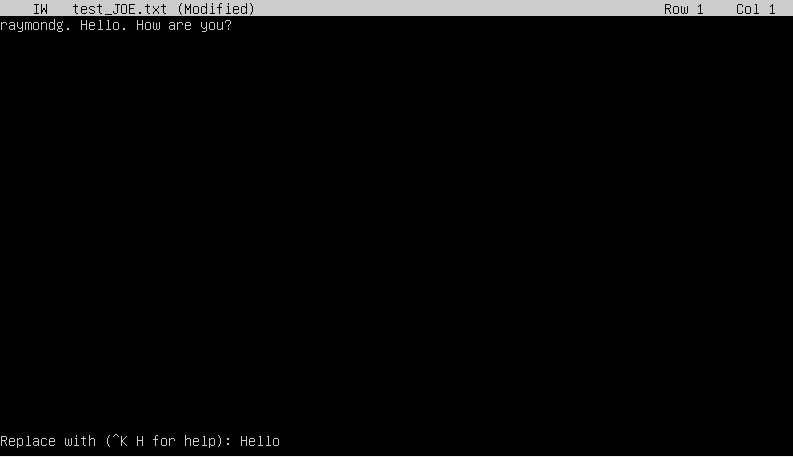 IW test_JOE.txt (Modified) Row 1 Col 1
raymondg. Hello. How are you?
Replace with (^K H for help): Hello